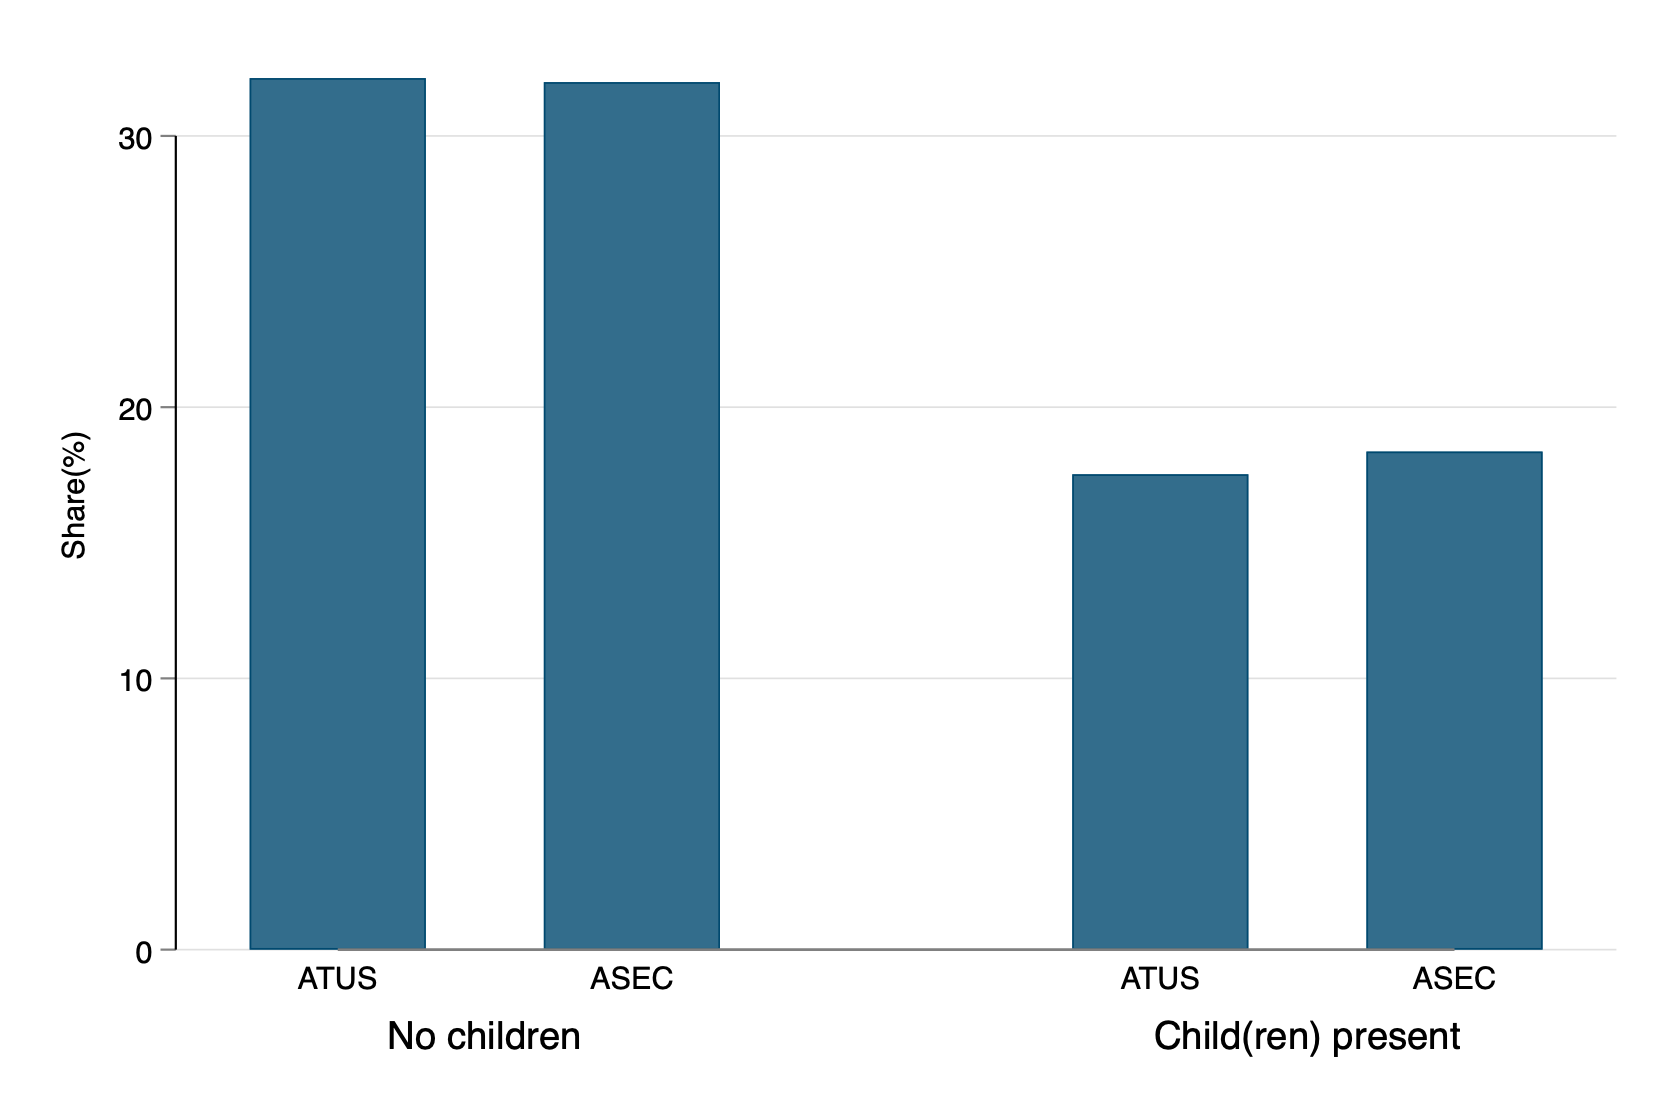 Share(%)
30
20
10
0
ATUS ASEC ATUS ASEC
No children Child(ren) present